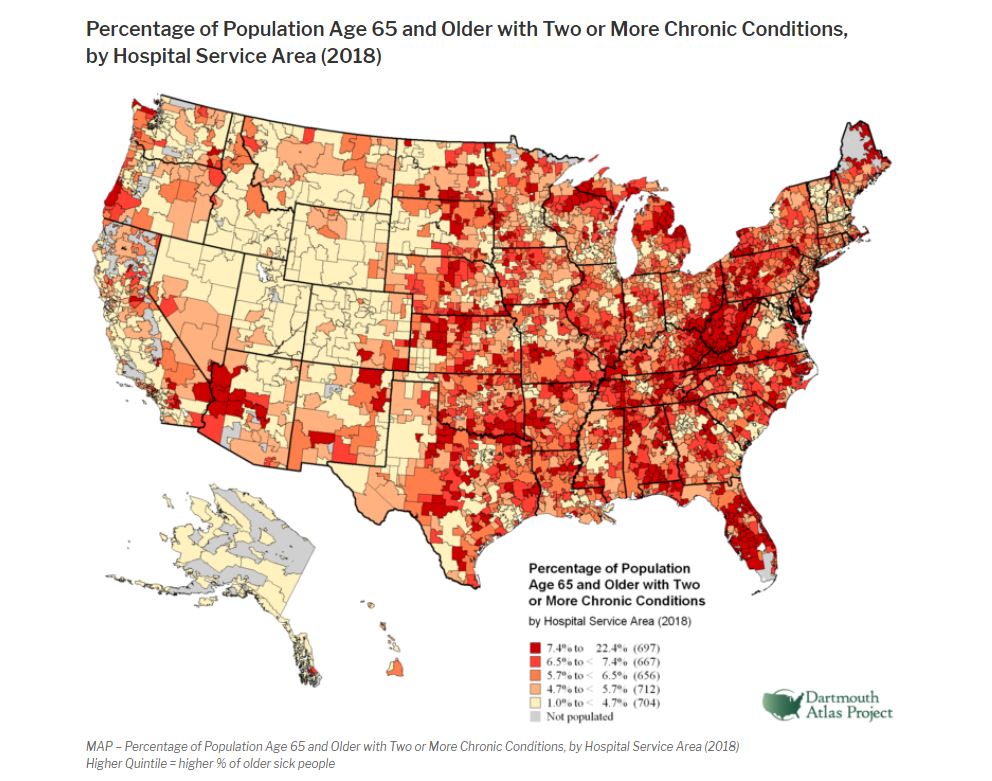 Percentage of Population Age 65 and Older with Two or More Chronic Conditions,
by Hospital Service Area (2018)
Percentage of Population
Age 65 and Older with Two
or More Chronic Conditions
by Hospital Service Area (2018)
7.4% to 22.4% (697)
6.5% to < 7.4% (667)
5.7% to < 6.5% (656)
4.7% to < 5.7% (712)
1.0% to < 4.7% (704)
Not populated
Dartmouth
Atlas Project
MAP – Percentage of Population Age 65 and Older with Two or More Chronic Conditions, by Hospital Service Area (2018)
Higher Quintile = higher % of older sick people